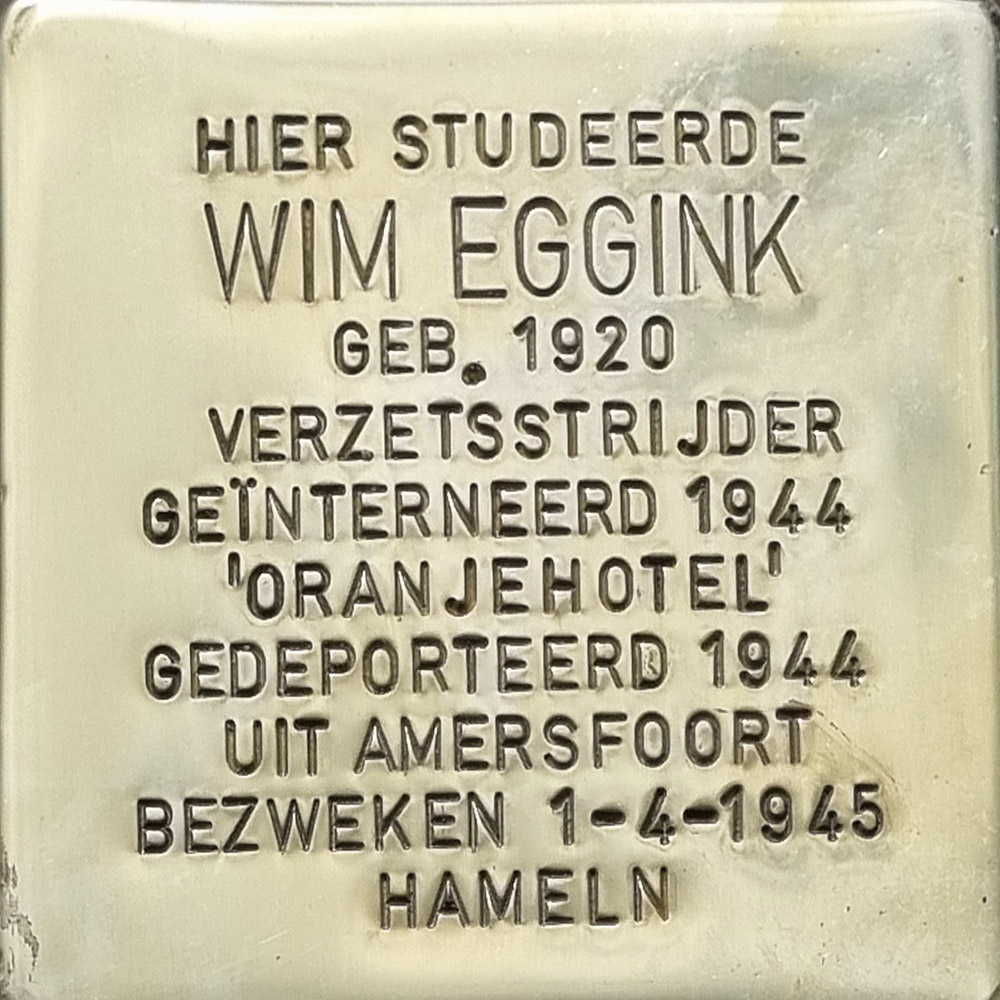 HIER STUDEERDE
WIM EGGINK
GEB. 1920
VERZETSSTRIJDER
GEÏNTERNEERD 1944
'ORANJEHOTEL'
GEDEPORTEERD 1944
UIT AMERSFOORT
BEZWEKEN 1-4-1945
HAMELN